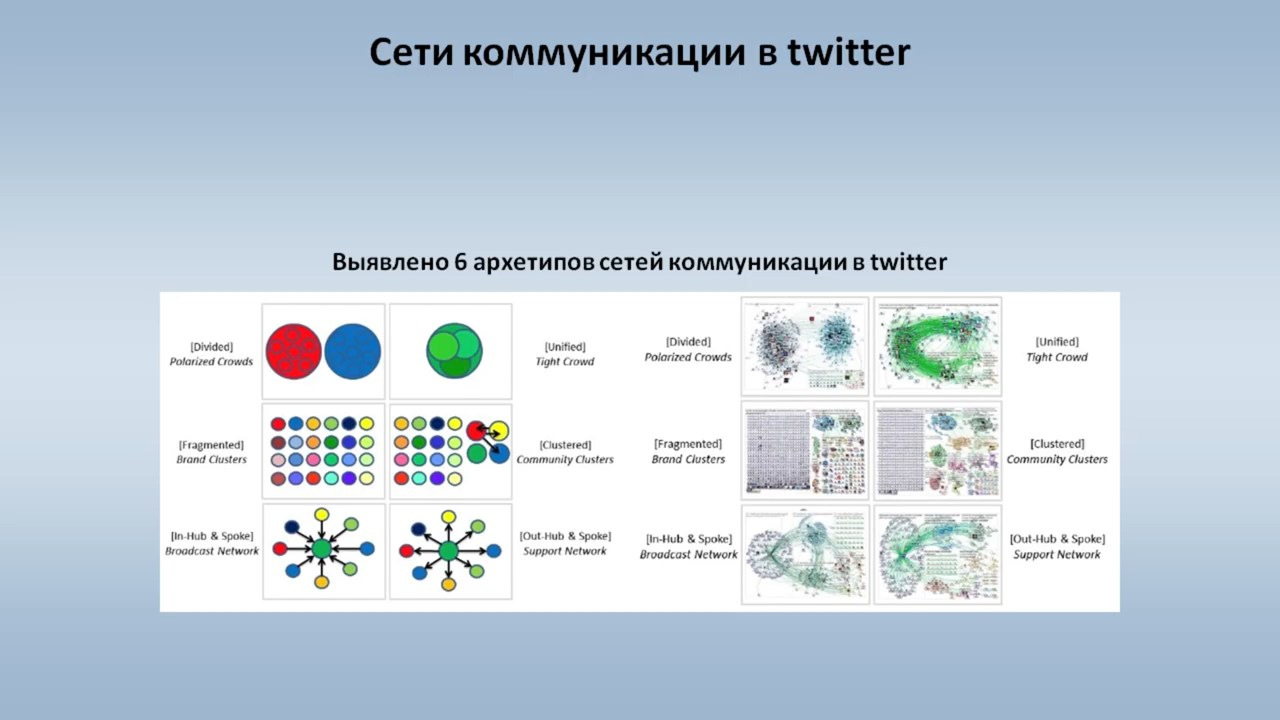 Сети коммуникации в twitter
Выявлено 6 архетипов сетей коммуникации в twitter
[Divided]
Polarized Crowds
[Unified]
Tight Crowd
[Fragmented]
Brand Clusters
[Clustered]
Community Clusters
[In-Hub & Spoke]
Broadcast Network
[Out-Hub & Spoke]
Support Network
[Divided]
Polarized Crowds
[Unified]
Tight Crowd
[Fragmented]
Brand Clusters
[Clustered]
Community Clusters
[In-Hub & Spoke]
Broadcast Network
[Out-Hub & Spoke]
Support Network